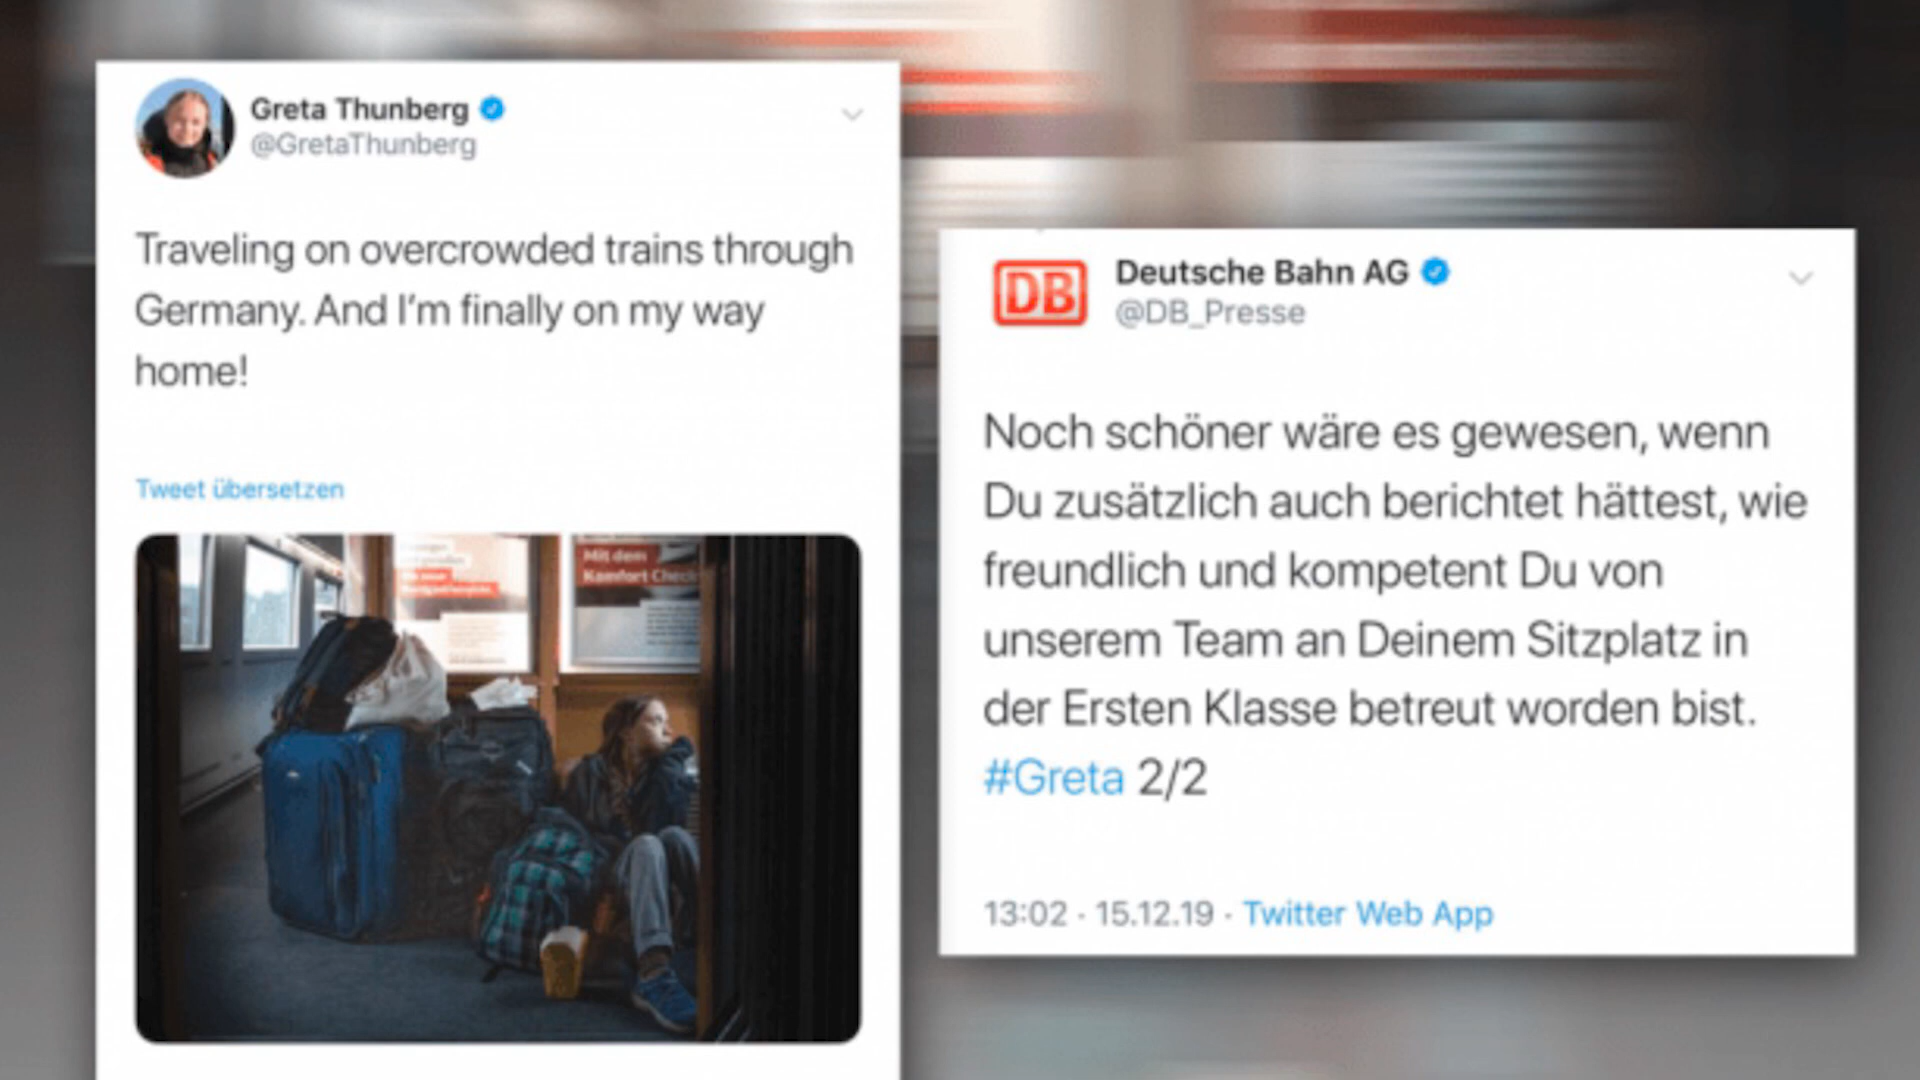 Greta Thunberg
@GretaThunberg
Traveling on overcrowded trains through
Germany. And I'm finally on my way
home!
Tweet übersetzen
Mit dem
Komfort Check
DB
Deutsche Bahn AG
@DB_Presse
Noch schöner wäre es gewesen, wenn
Du zusätzlich auch berichtet hättest, wie
freundlich und kompetent Du von
unserem Team an Deinem Sitzplatz in
der Ersten Klasse betreut worden bist.
#Greta 2/2
13:02 · 15.12.19 · Twitter Web App